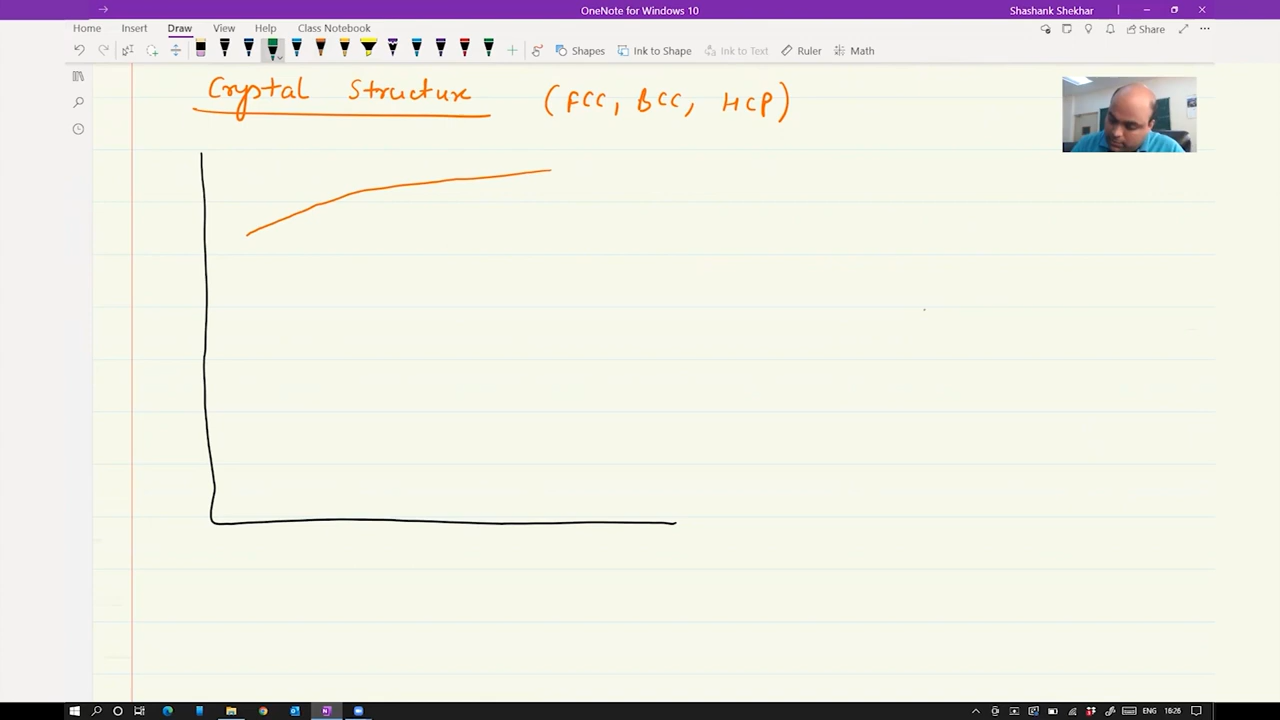 OneNote for Windows 10
Shashank Shekhar
Home Insert Draw View Help Class Notebook
Share
Shapes Ink to Shape Ink to Text Ruler Math
Crystal Structure (FCC, BCC, HCP)
ENG 16:26